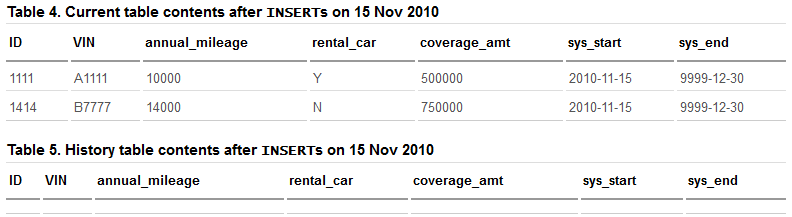 Table 4. Current table contents after INSERTs on 15 Nov 2010
ID VIN annual_mileage rental_car coverage_amt sys_start sys_end
1111 A1111 10000 Y 500000 2010-11-15 9999-12-30
1414 B7777 14000 N 750000 2010-11-15 9999-12-30
Table 5. History table contents after INSERTs on 15 Nov 2010
ID VIN annual_mileage rental_car coverage_amt sys_start sys_end